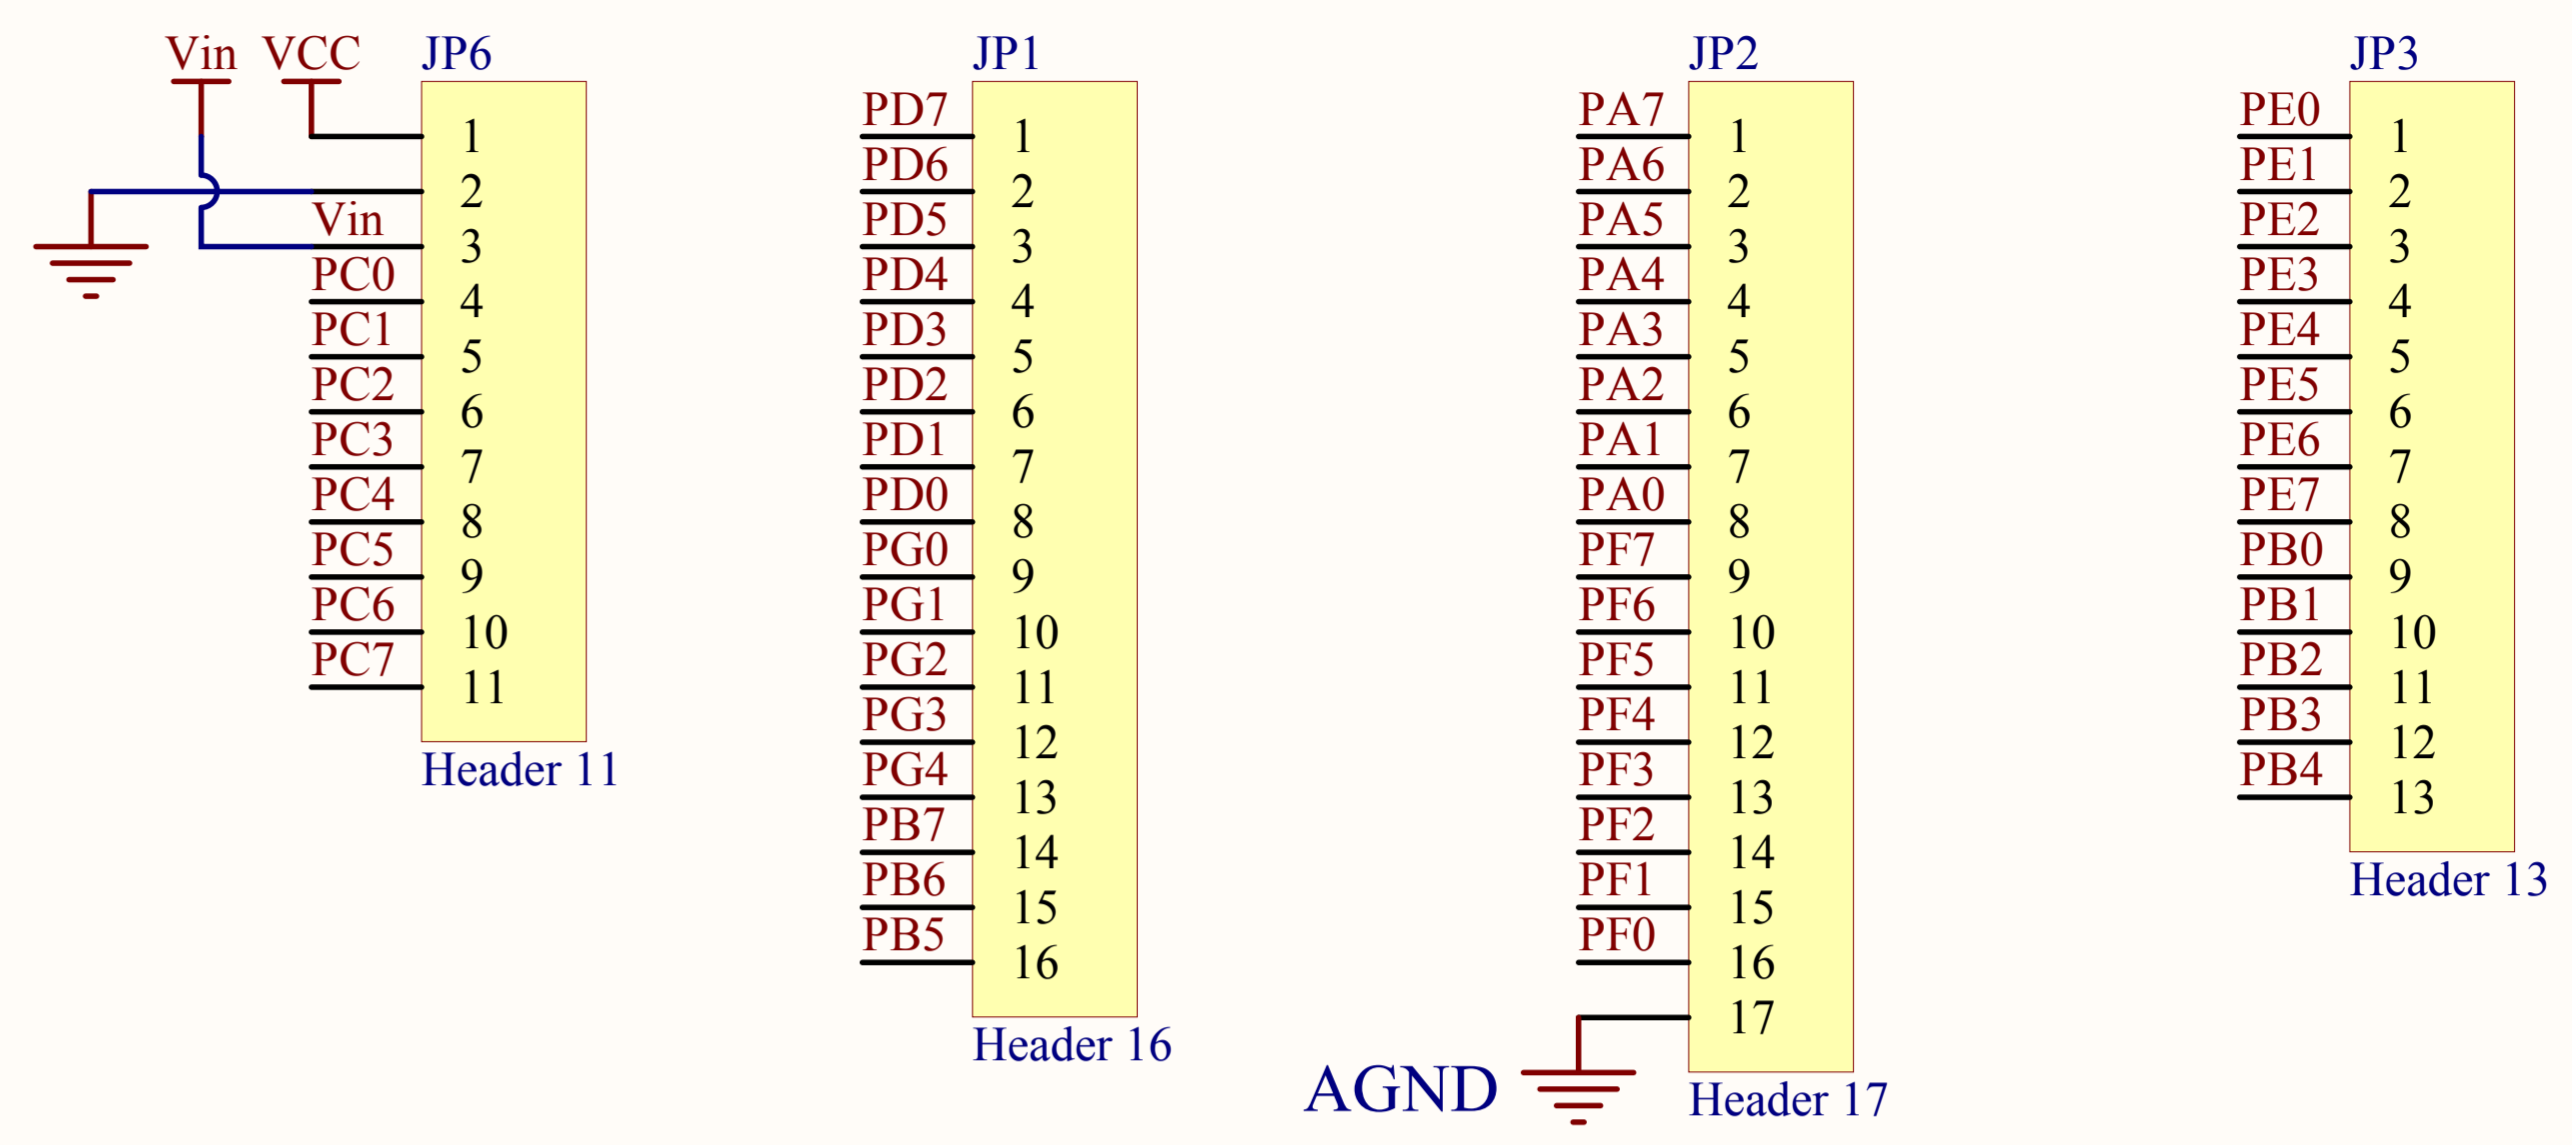 Vin VCC JP6
1
2
Vin 3
PC0 4
PC1 5
PC2 6
PC3 7
PC4 8
PC5 9
PC6 10
PC7 11
Header 11
JP1
PD7 1
PD6 2
PD5 3
PD4 4
PD3 5
PD2 6
PD1 7
PD0 8
PG0 9
PG1 10
PG2 11
PG3 12
PG4 13
PB7 14
PB6 15
PB5 16
Header 16
JP2
PA7 1
PA6 2
PA5 3
PA4 4
PA3 5
PA2 6
PA1 7
PA0 8
PF7 9
PF6 10
PF5 11
PF4 12
PF3 13
PF2 14
PF1 15
PF0 16
17
AGND
Header 17
JP3
PE0 1
PE1 2
PE2 3
PE3 4
PE4 5
PE5 6
PE6 7
PE7 8
PB0 9
PB1 10
PB2 11
PB3 12
PB4 13
Header 13